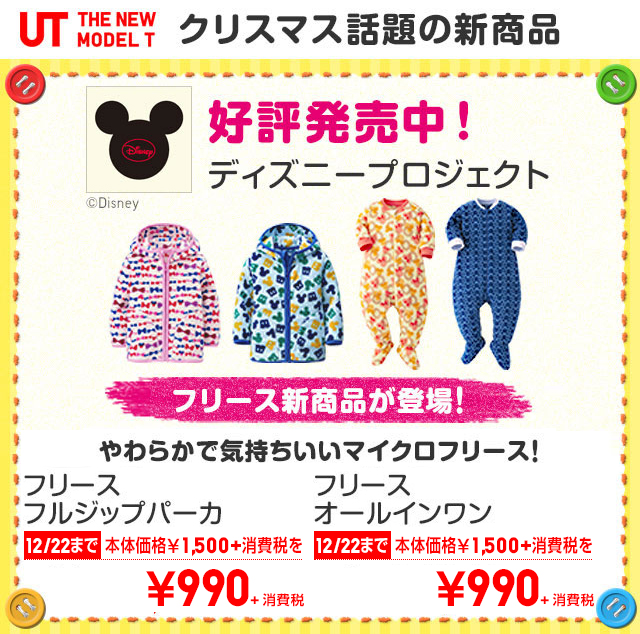 UT THE NEW MODEL T クリスマス話題の新商品
Disney
好評発売中!
ディズニープロジェクト
©Disney
フリース新商品が登場!
やわらかで気持ちいいマイクロフリース!
フリース
フルジップパーカ
12/22まで 本体価格¥1,500+消費税を
¥990+消費税
フリース
オールインワン
12/22まで 本体価格¥1,500+消費税を
¥990+消費税